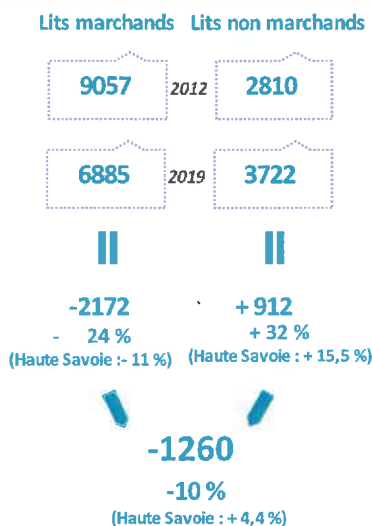 Lits marchands Lits non marchands
9057 2012 2810
6885 2019 3722
-2172 + 912
- 24 % + 32 %
(Haute Savoie :- 11 %) (Haute Savoie : + 15,5 %)
-1260
-10 %
(Haute Savoie : + 4,4 %)